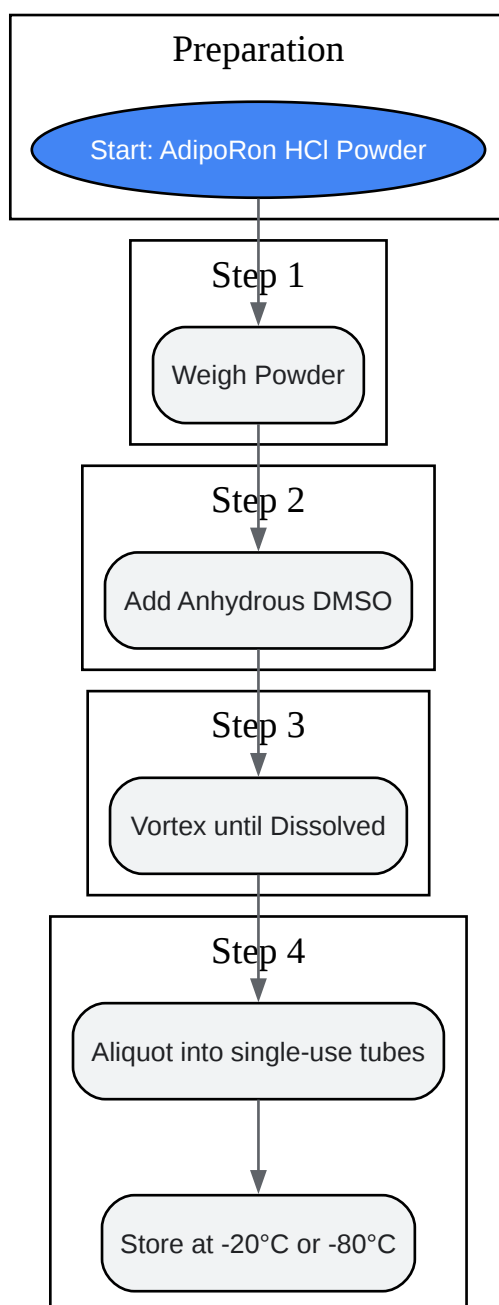 Preparation
Start: AdipoRon HCl Powder
Step 1
Weigh Powder
Step 2
Add Anhydrous DMSO
Step 3
Vortex until Dissolved
Step 4
Aliquot into single-use tubes
Store at -20°C or -80°C